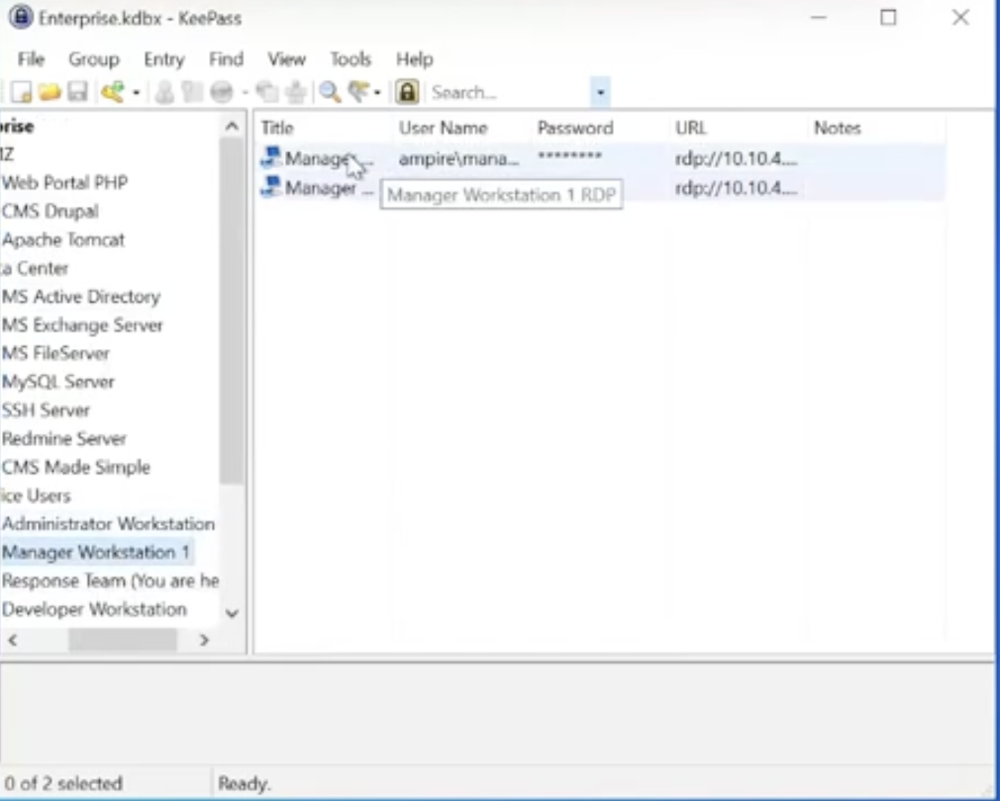 Enterprise.kdbx - KeePass
File Group Entry Find View Tools Help
Search...
Title User Name Password URL Notes
Manage... ampire\mana... ******** rdp://10.10.4....
Manager ... rdp://10.10.4....
Manager Workstation 1 RDP
rise
Z
Web Portal PHP
CMS Drupal
Apache Tomcat
a Center
MS Active Directory
MS Exchange Server
MS FileServer
MySQL Server
SSH Server
Redmine Server
CMS Made Simple
ice Users
Administrator Workstation
Manager Workstation 1
Response Team (You are he
Developer Workstation
0 of 2 selected Ready.